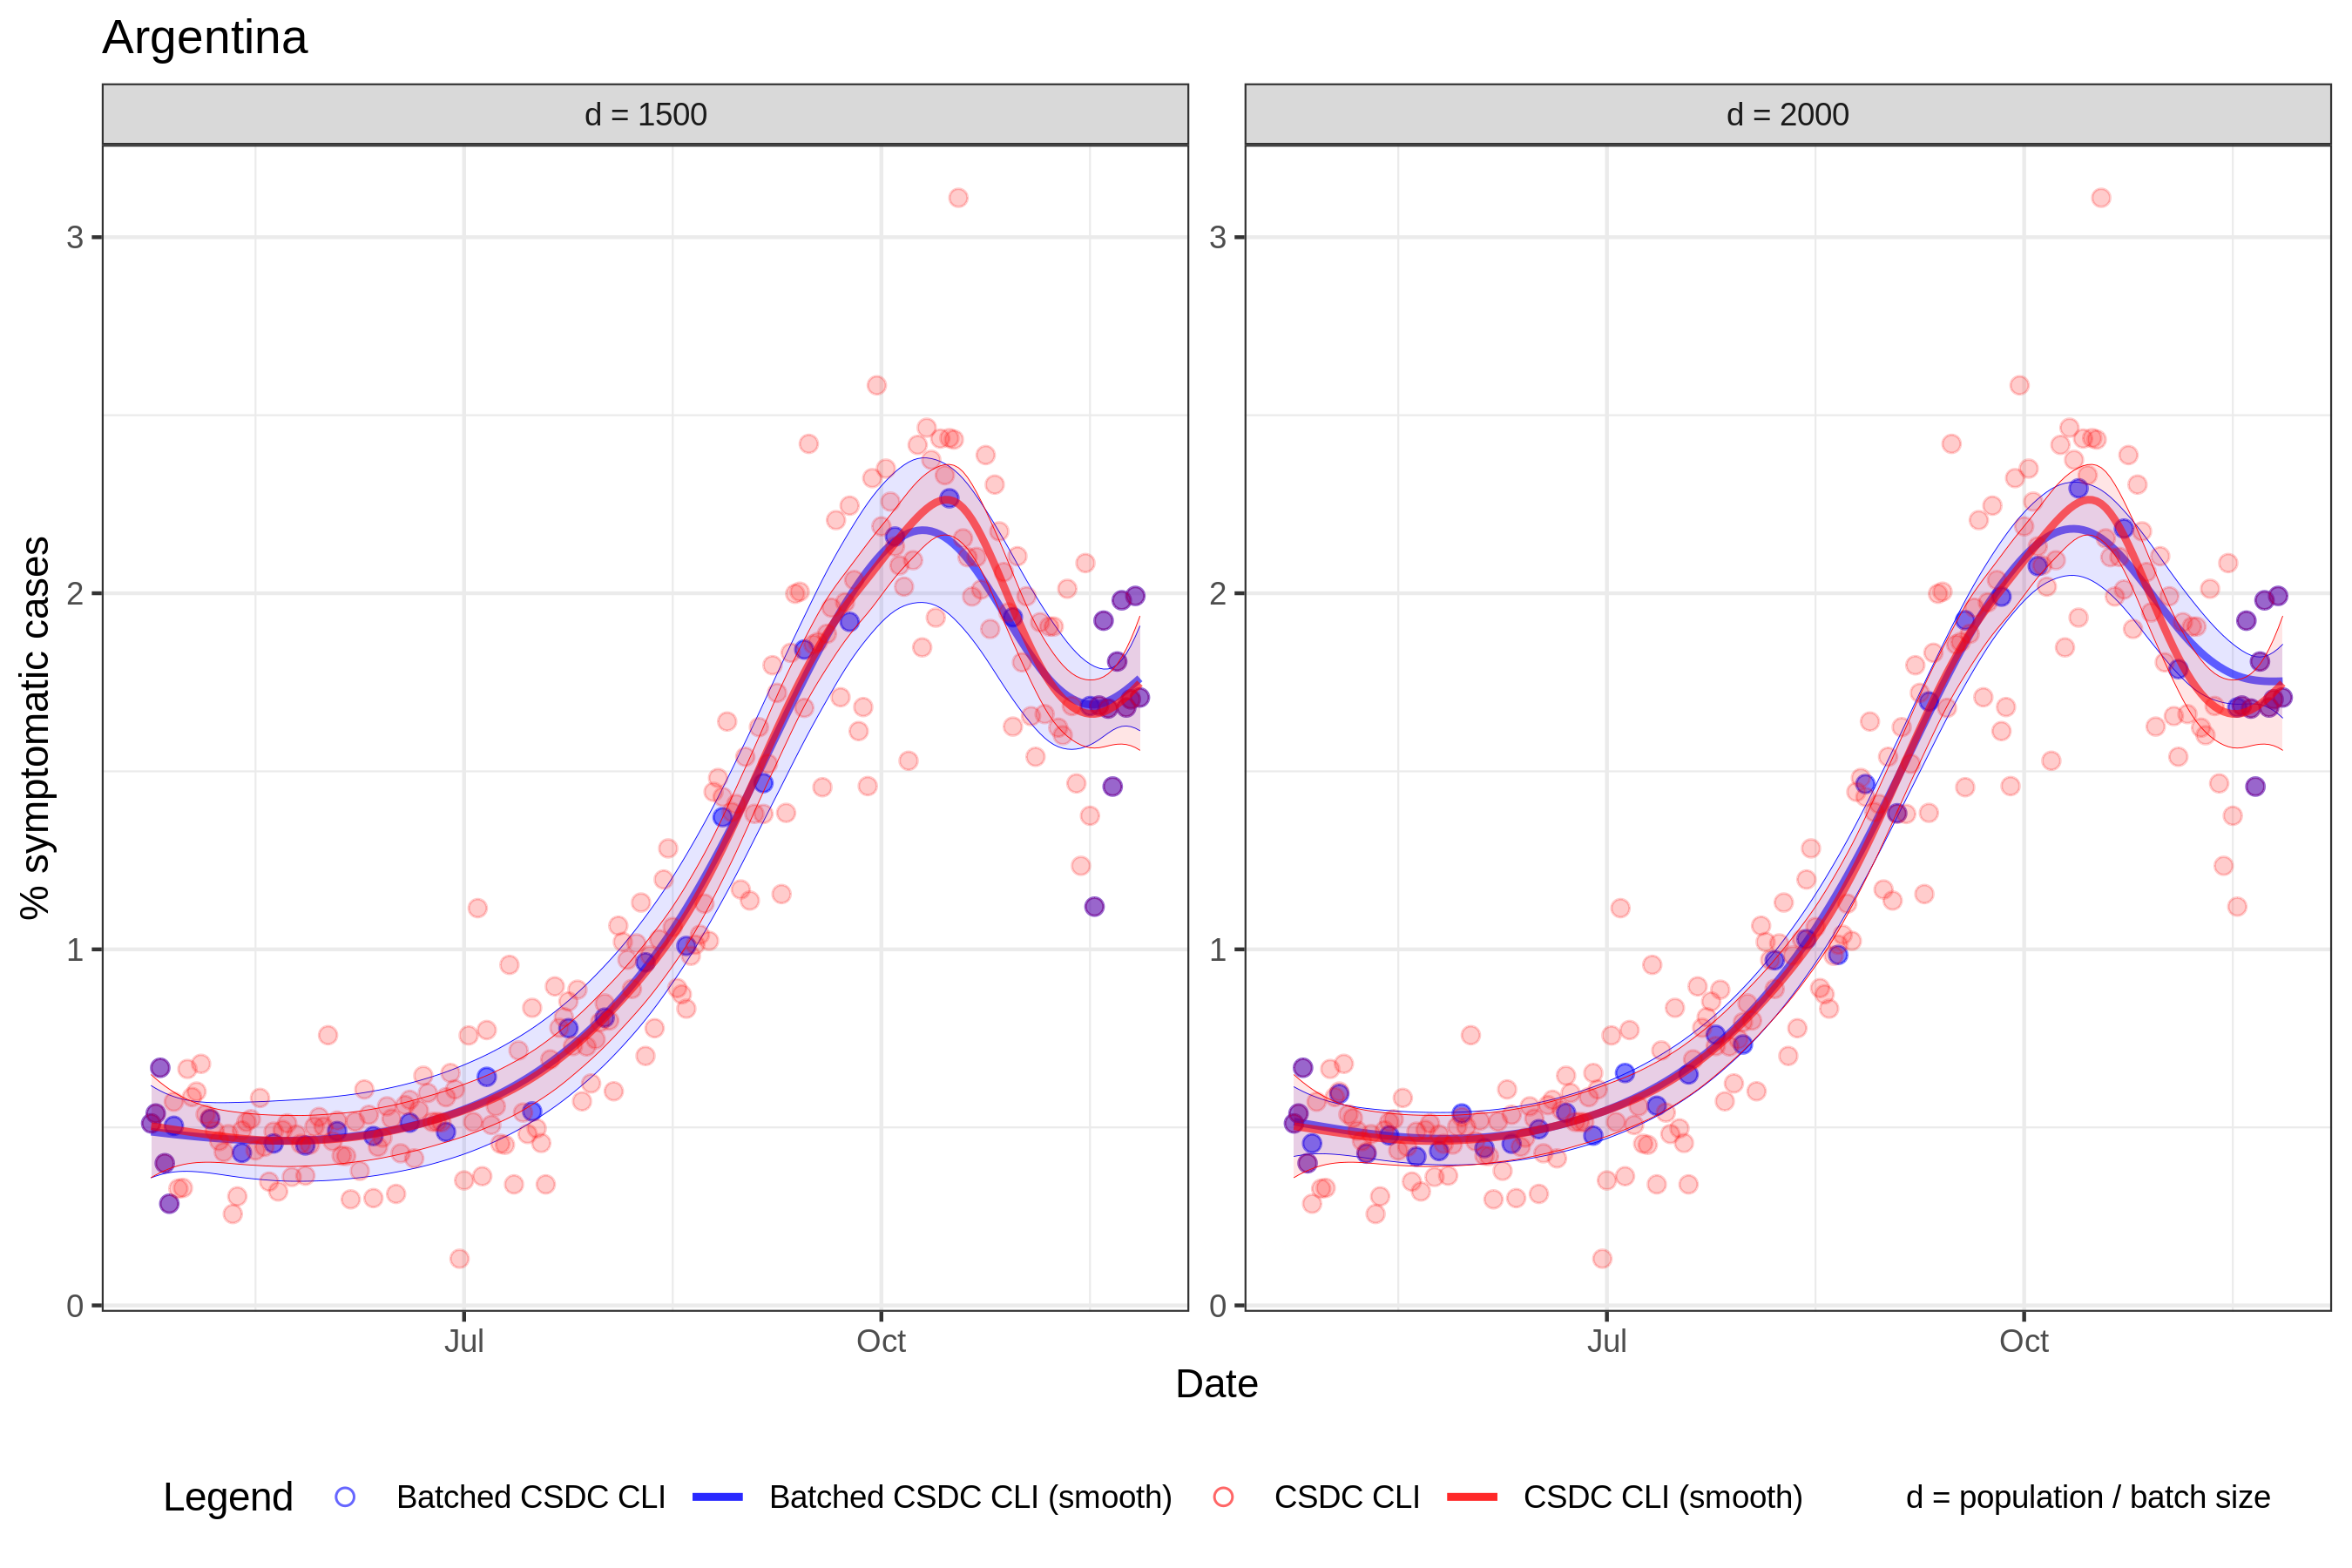 Argentina
d = 1500
d = 2000
% symptomatic cases
3
2
1
0
3
2
1
0
Jul
Oct
Jul
Oct
Date
Legend
Batched CSDC CLI
Batched CSDC CLI (smooth)
CSDC CLI
CSDC CLI (smooth)
d = population / batch size